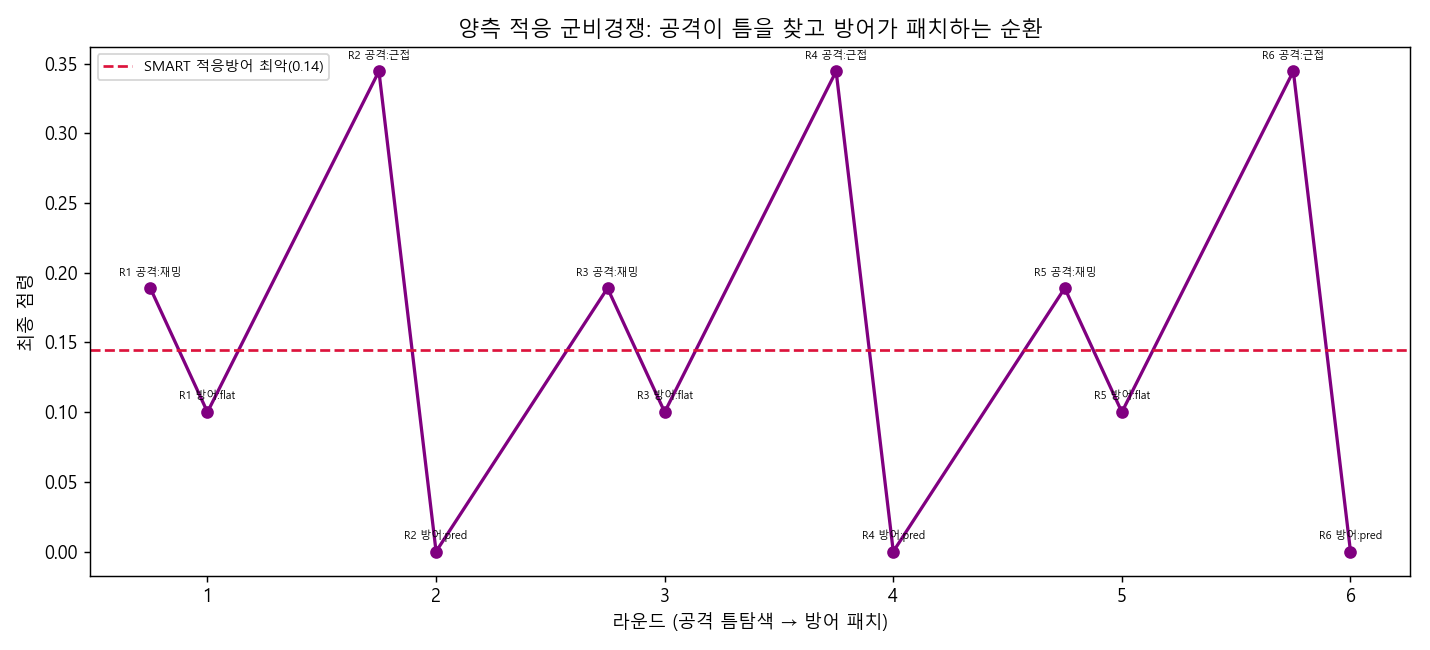 양측 적응 군비경쟁: 공격이 틈을 찾고 방어가 패치하는 순환
SMART 적응방어 최악(0.14)
R2 공격:근접
R4 공격:근접
R6 공격:근접
R1 공격:재밍
R3 공격:재밍
R5 공격:재밍
R1 방어:flat
R3 방어:flat
R5 방어:flat
R2 방어:pred
R4 방어:pred
R6 방어:pred
최종 점령
0.35
0.30
0.25
0.20
0.15
0.10
0.05
0.00
1 2 3 4 5 6
라운드 (공격 틈탐색 → 방어 패치)